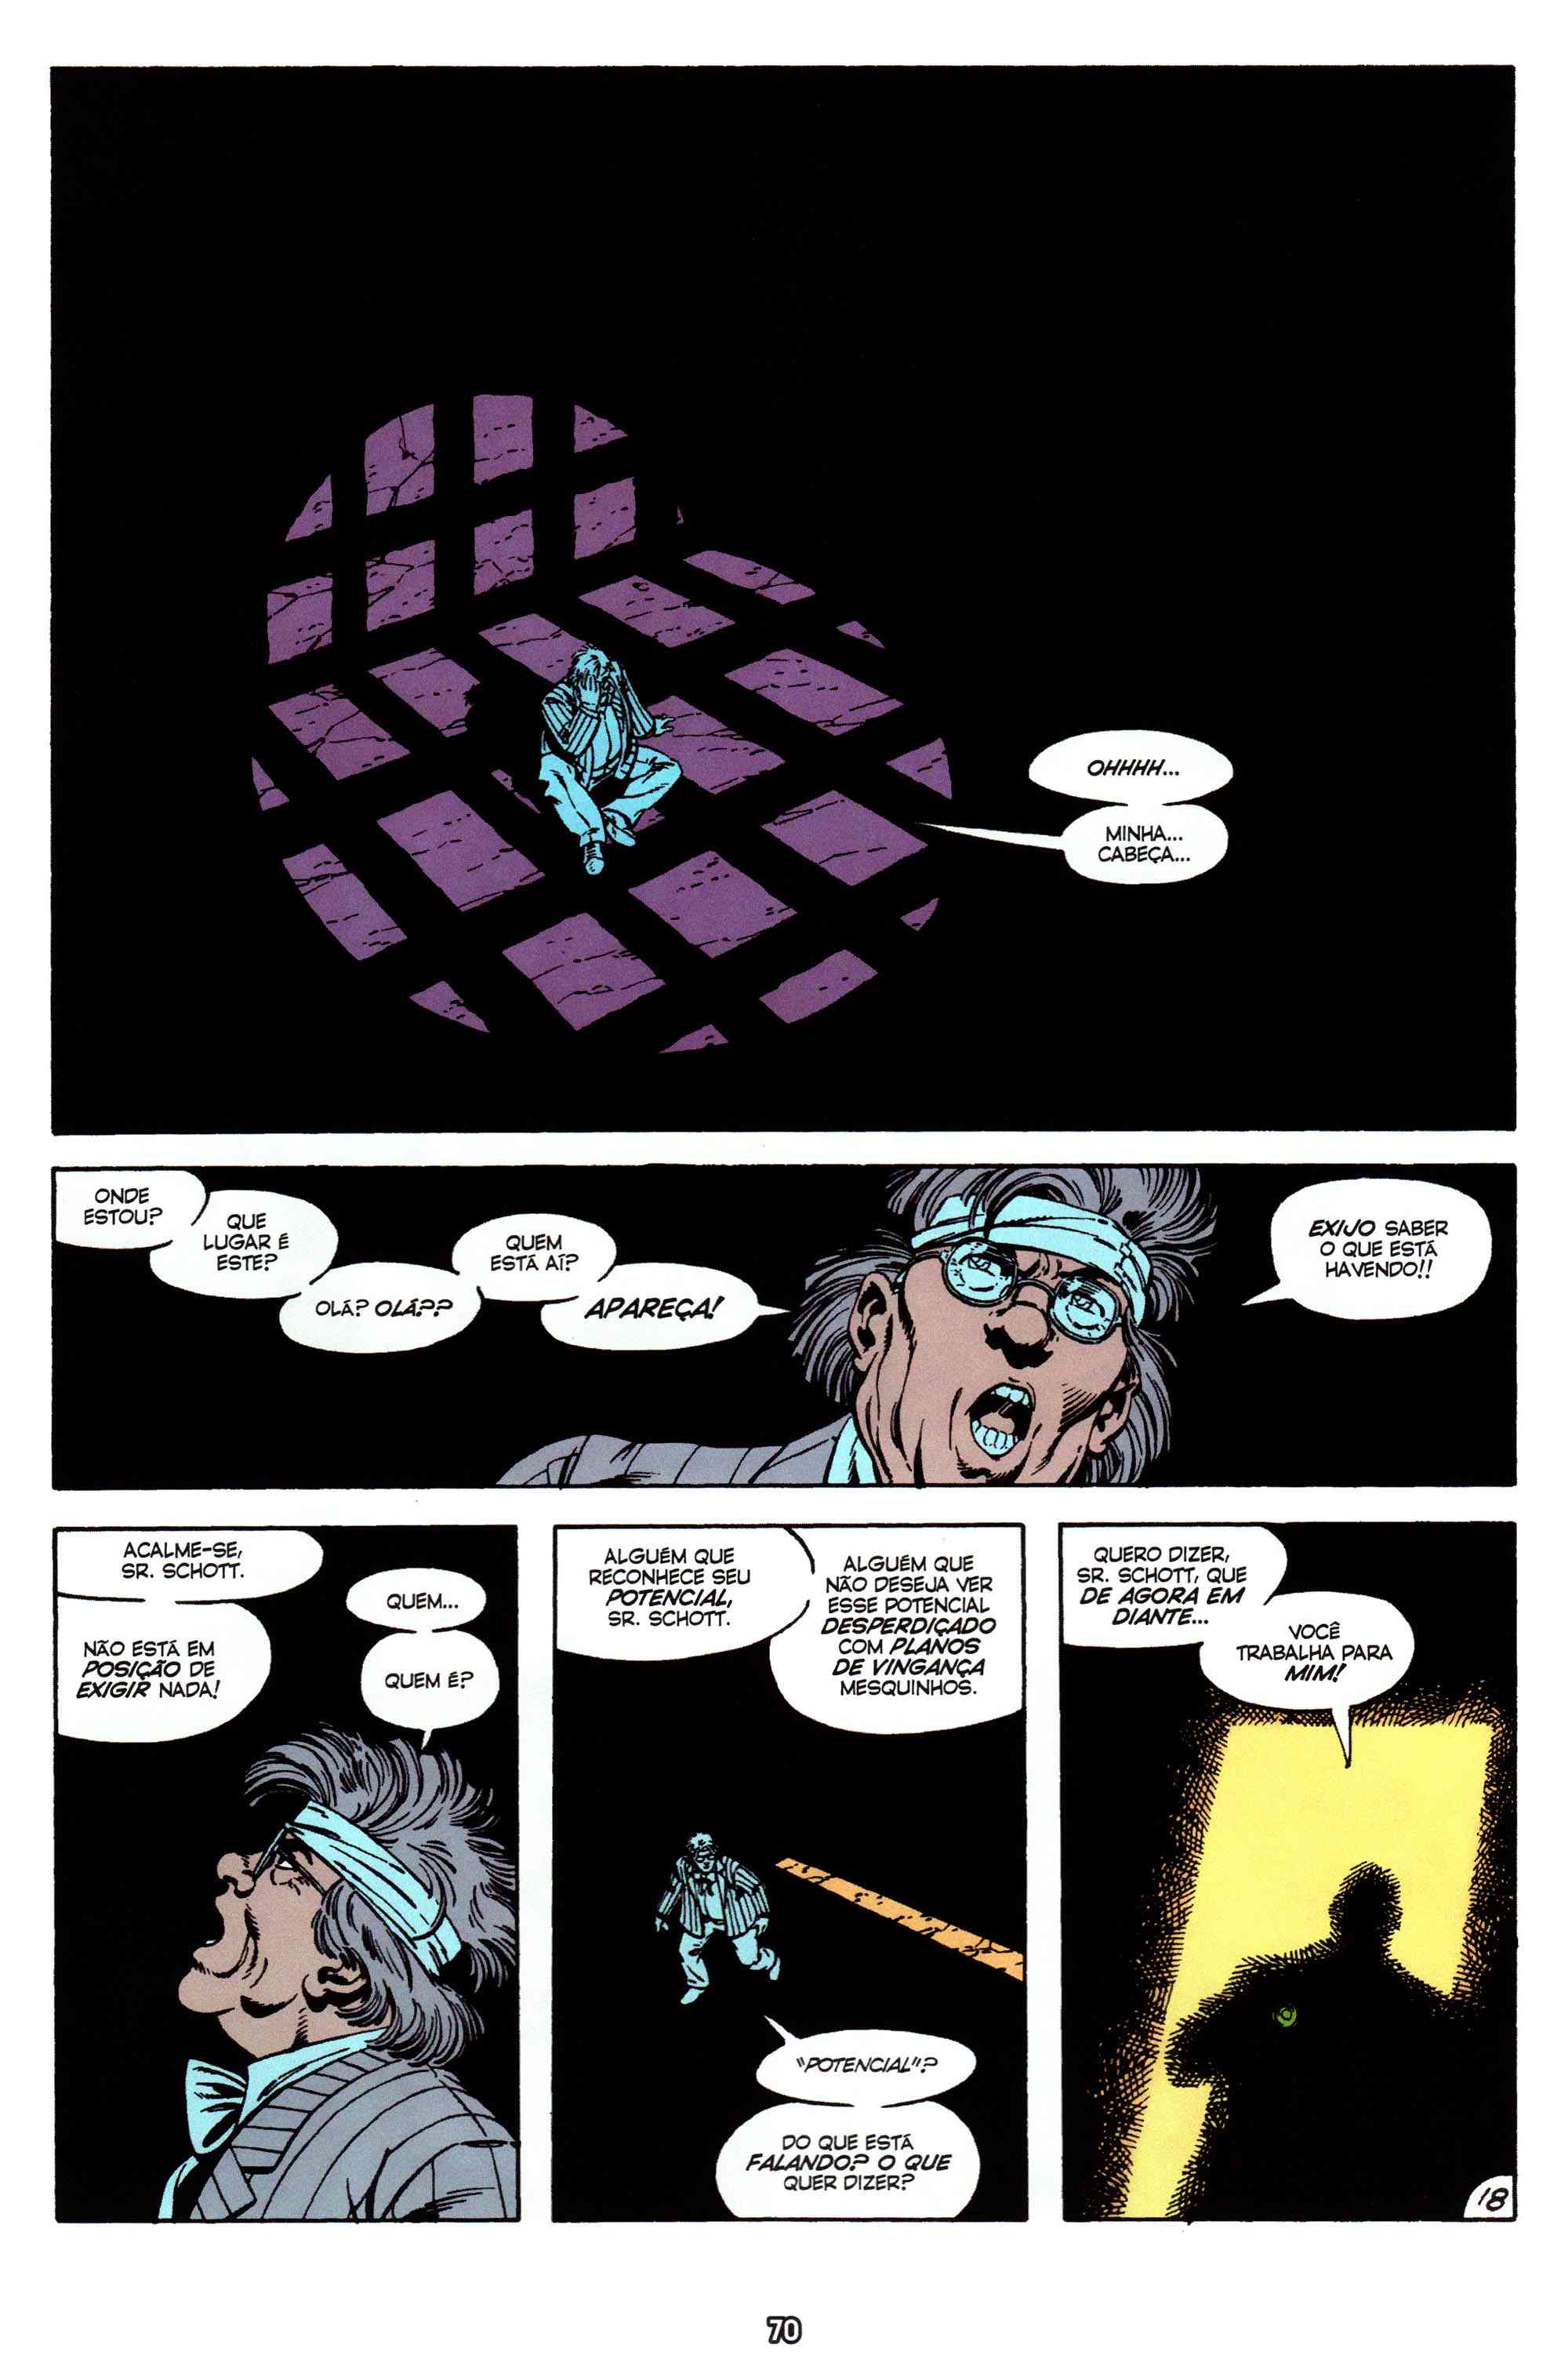 OHHHH...
MINHA...
CABEÇA...
ONDE
ESTOU?
QUE
LUGAR É
ESTE?
OLÁ? OLÁ??
QUEM
ESTÁ AÍ?
APAREÇA!
EXIJO SABER
O QUE ESTÁ
HAVENDO!!
ACALME-SE,
SR. SCHOTT.
NÃO ESTÁ EM
POSIÇÃO DE
EXIGIR NADA!
QUEM...
QUEM É?
ALGUÉM QUE
RECONHECE SEU
POTENCIAL,
SR. SCHOTT.
ALGUÉM QUE
NÃO DESEJA VER
ESSE POTENCIAL
DESPERDIÇADO
COM PLANOS
DE VINGANÇA
MESQUINHOS.
"POTENCIAL"?
DO QUE ESTÁ
FALANDO? O QUE
QUER DIZER?
QUERO DIZER,
SR. SCHOTT, QUE
DE AGORA EM
DIANTE...
VOCÊ
TRABALHA PARA
MIM!
18
70